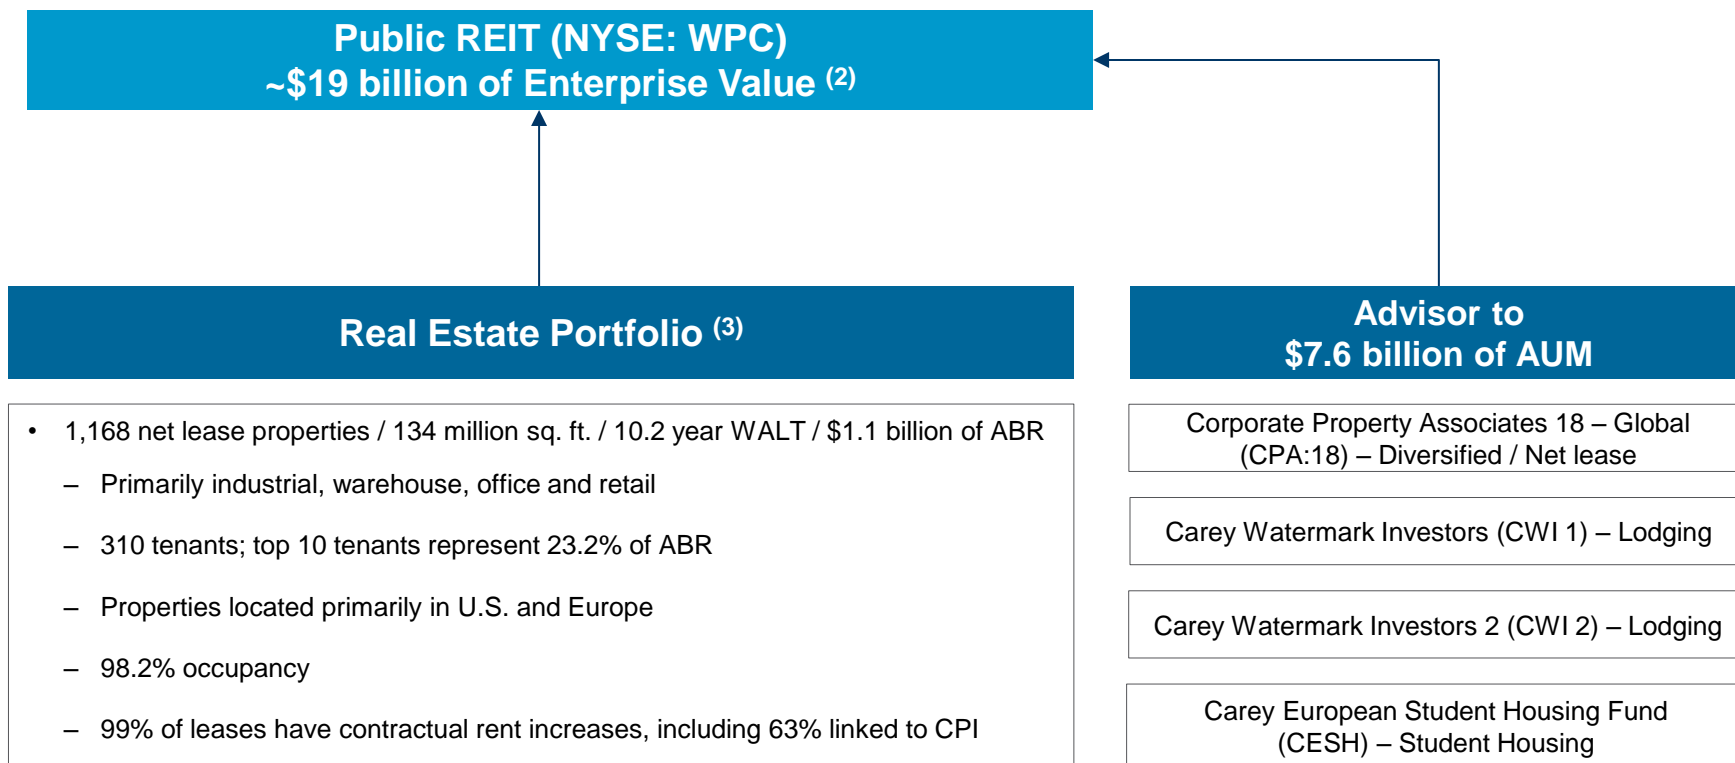 Public REIT (NYSE: WPC)
~$19 billion of Enterprise Value (2)
Real Estate Portfolio (3)
• 1,168 net lease properties / 134 million sq. ft. / 10.2 year WALT / $1.1 billion of ABR
– Primarily industrial, warehouse, office and retail
– 310 tenants; top 10 tenants represent 23.2% of ABR
– Properties located primarily in U.S. and Europe
– 98.2% occupancy
– 99% of leases have contractual rent increases, including 63% linked to CPI
Advisor to
$7.6 billion of AUM
Corporate Property Associates 18 – Global
(CPA:18) – Diversified / Net lease
Carey Watermark Investors (CWI 1) – Lodging
Carey Watermark Investors 2 (CWI 2) – Lodging
Carey European Student Housing Fund
(CESH) – Student Housing